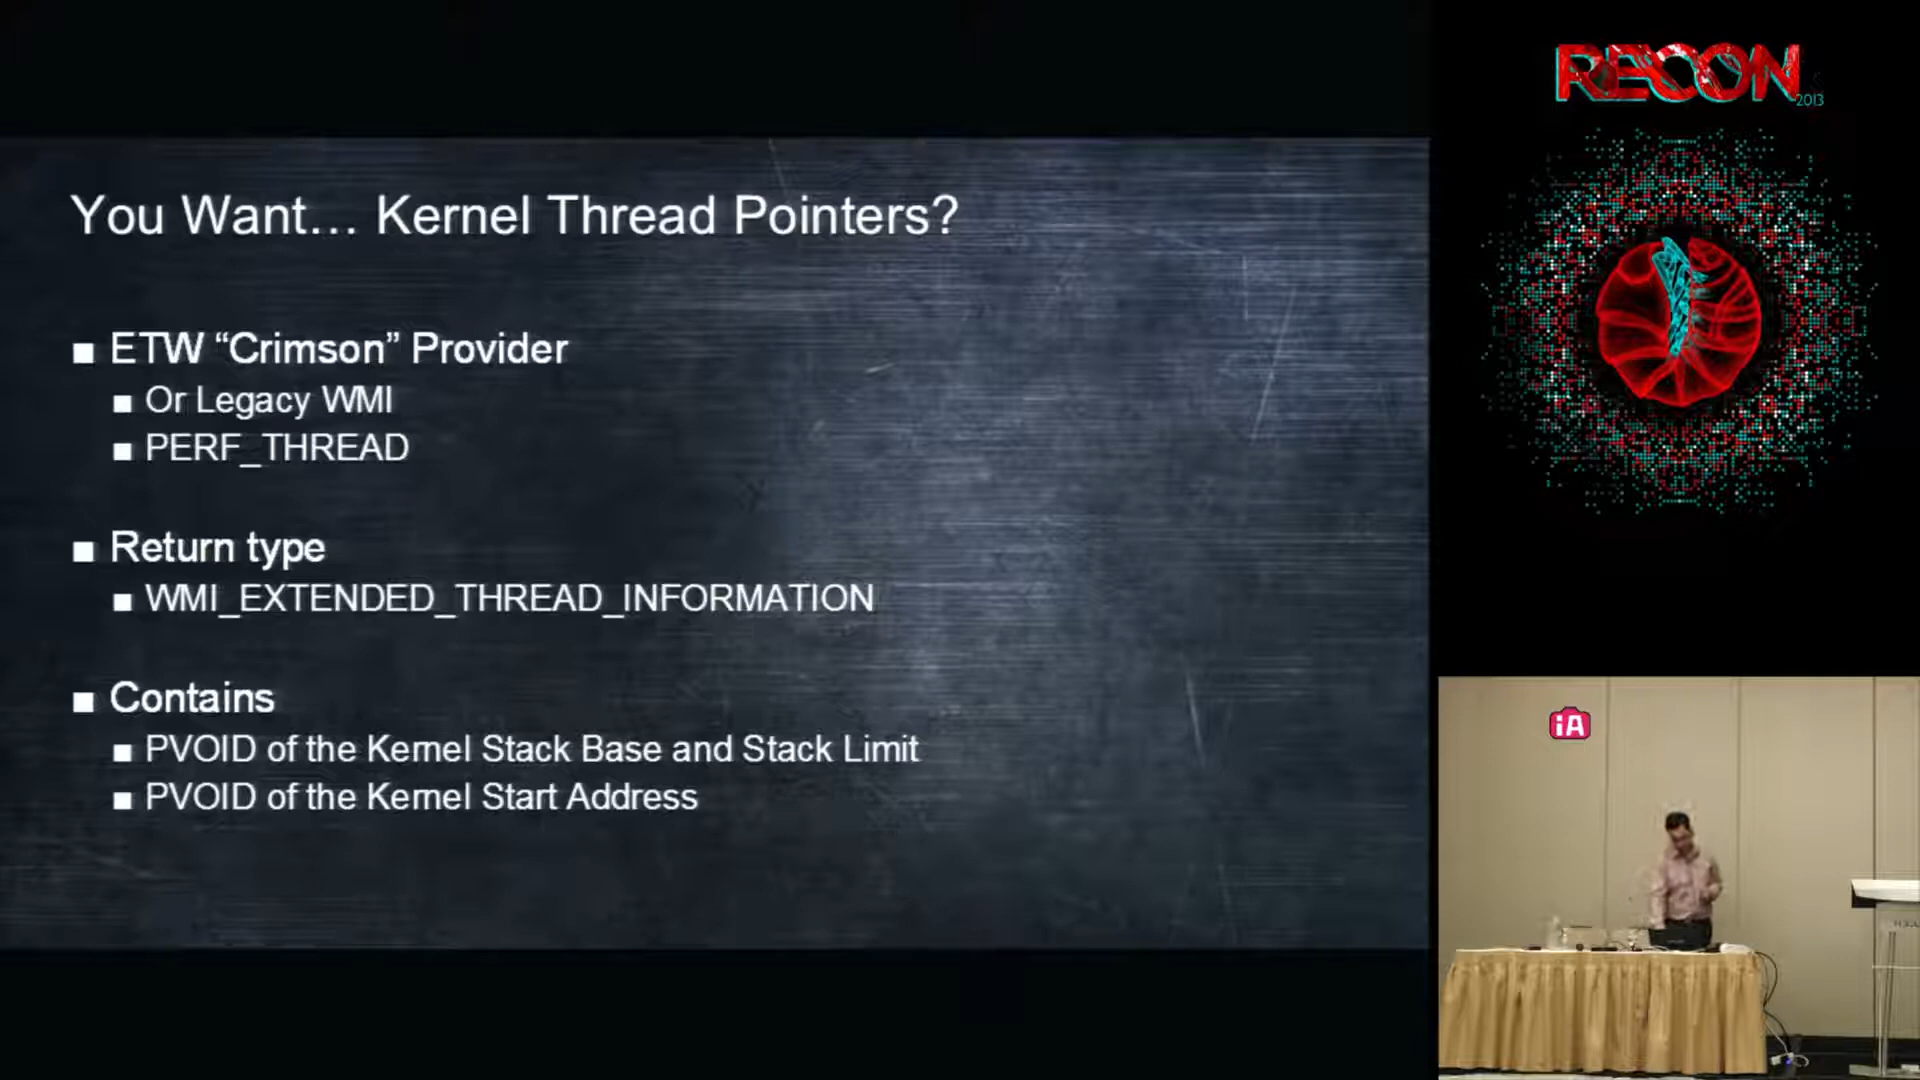 You Want... Kernel Thread Pointers?
■ ETW “Crimson” Provider
■ Or Legacy WMI
■ PERF_THREAD
■ Return type
■ WMI_EXTENDED_THREAD_INFORMATION
■ Contains
■ PVOID of the Kernel Stack Base and Stack Limit
■ PVOID of the Kernel Start Address
RECON
2013
iA